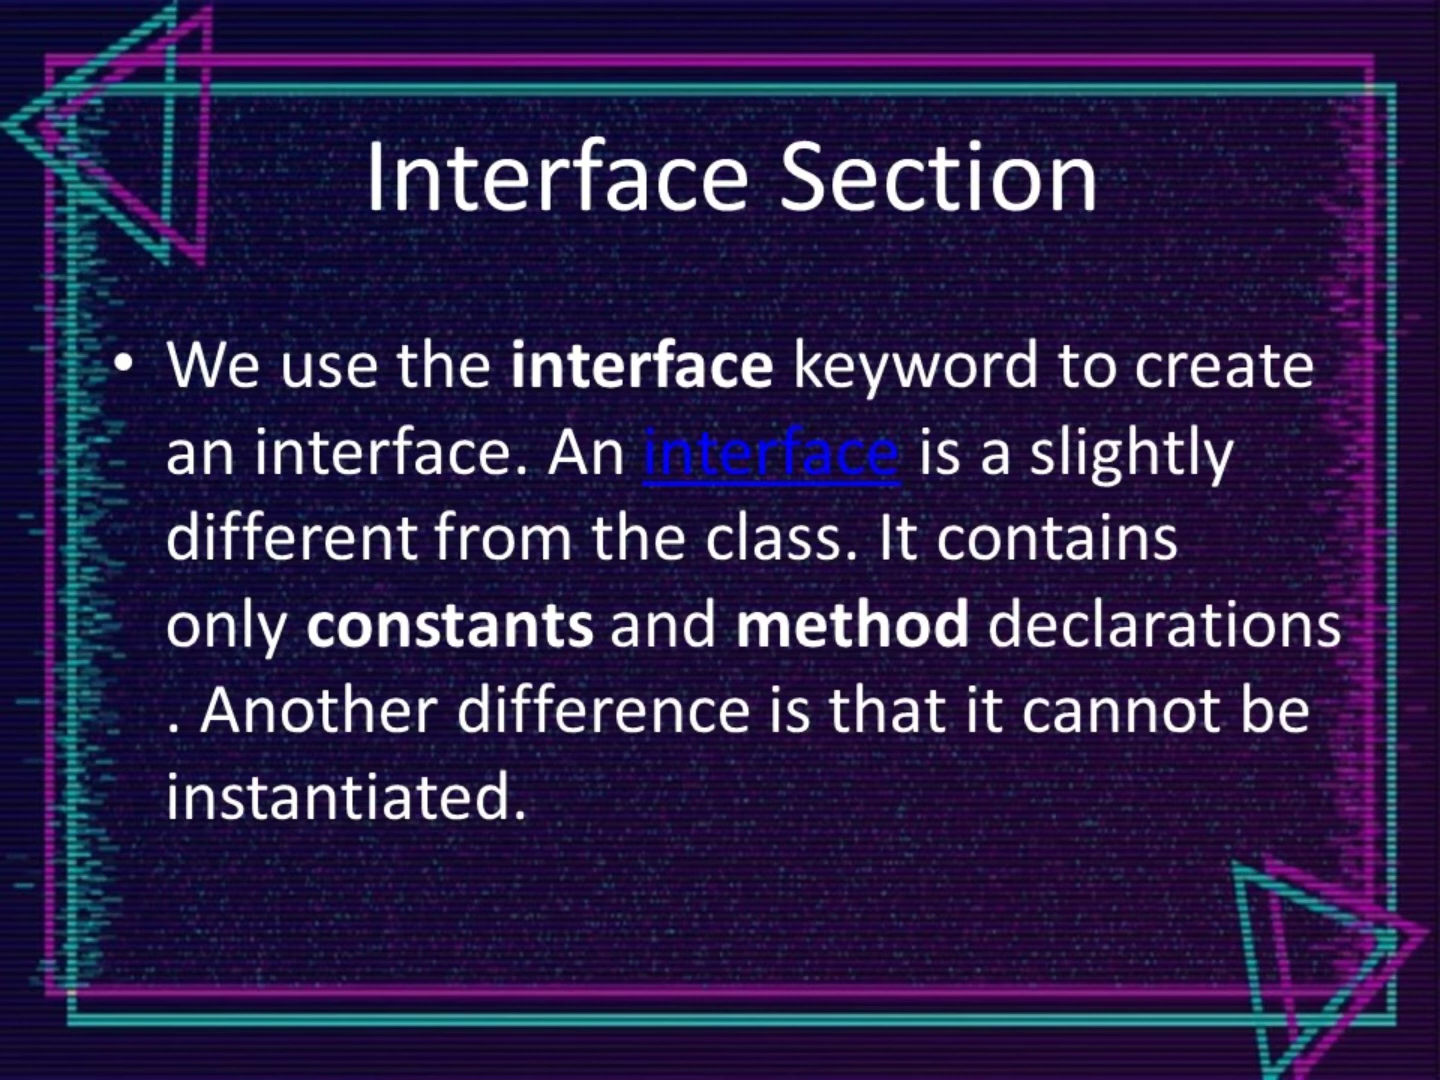 Interface Section
• We use the interface keyword to create
an interface. An interface is a slightly
different from the class. It contains
only constants and method declarations
. Another difference is that it cannot be
instantiated.